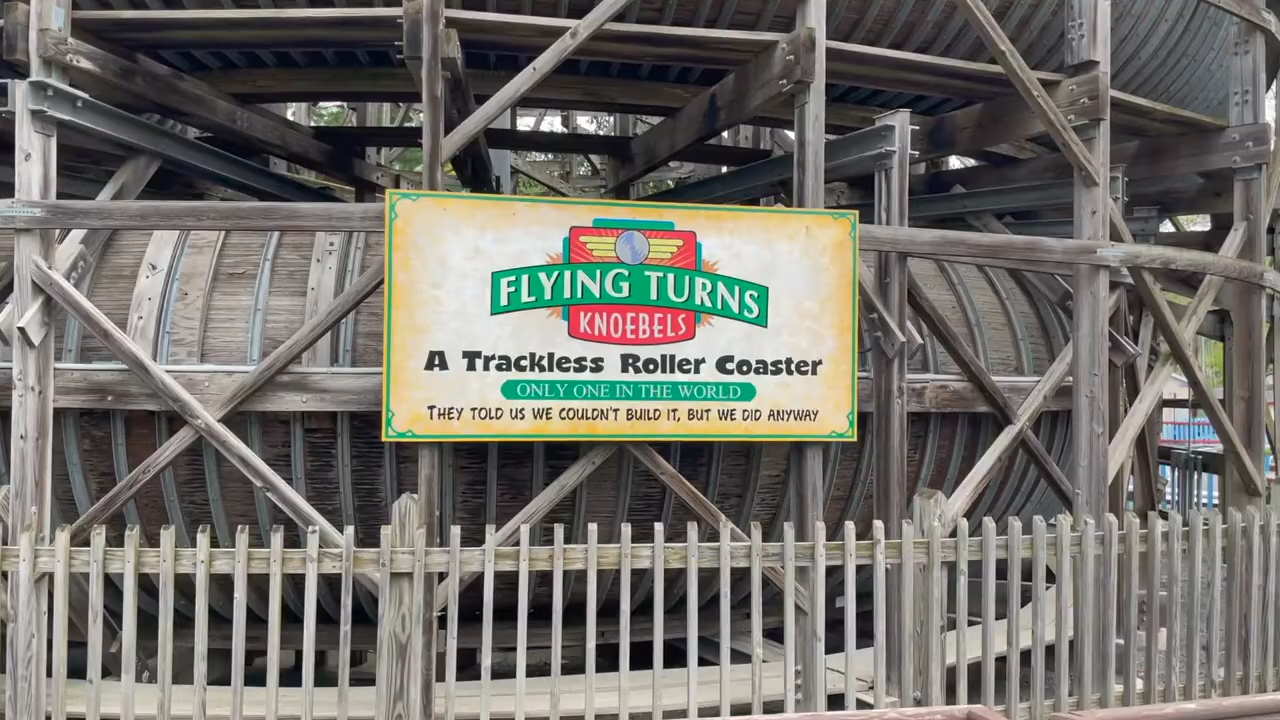 FLYING TURNS
KNOEBELS
A Trackless Roller Coaster
ONLY ONE IN THE WORLD
THEY TOLD US WE COULDN'T BUILD IT, BUT WE DID ANYWAY